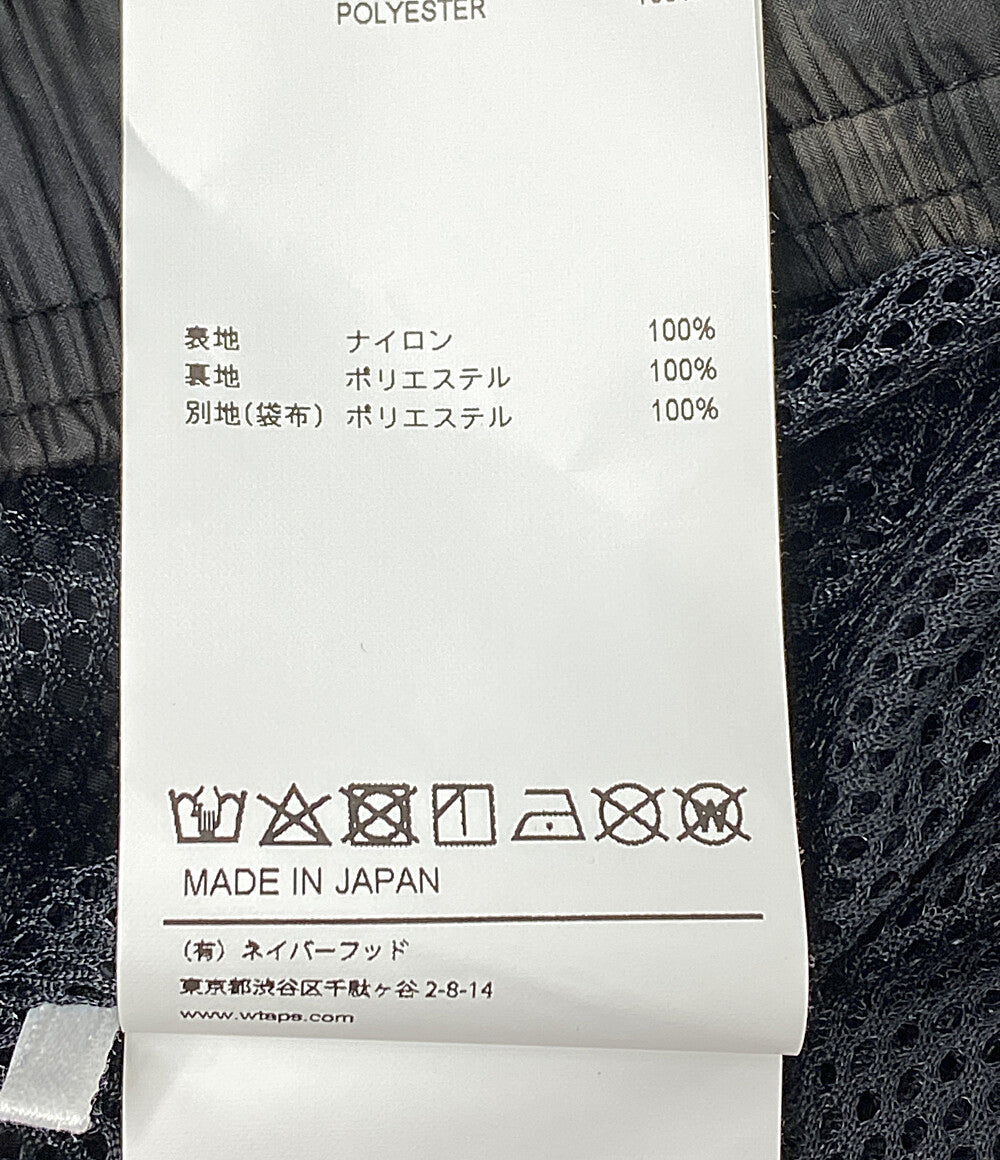 POLYESTER
表地 ナイロン 100%
裏地 ポリエステル 100%
別地(袋布) ポリエステル 100%
W
MADE IN JAPAN
(有) ネイバーフッド
東京都渋谷区千駄ヶ谷 2-8-14
www.wtaps.com